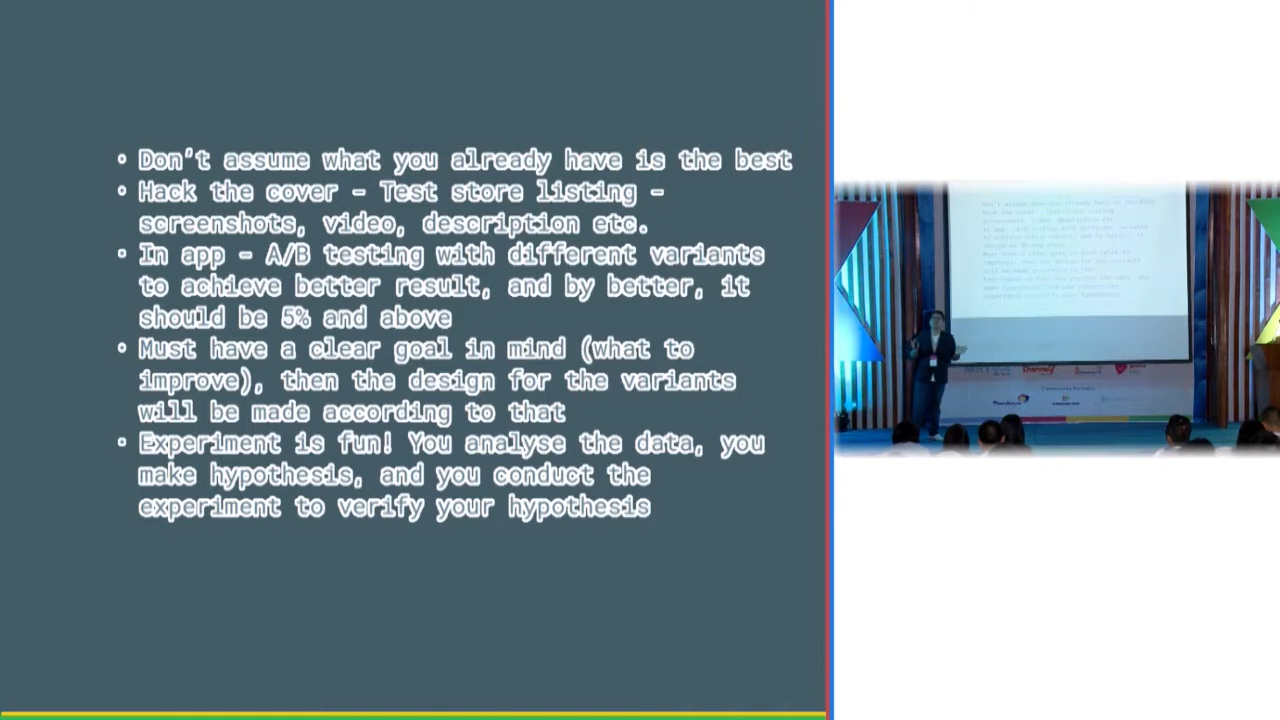 • Don't assume what you already have is the best
• Hack the cover - Test store listing -
screenshots, video, description etc.
• In app - A/B testing with different variants
to achieve better result, and by better, it
should be 5% and above
• Must have a clear goal in mind (what to
improve), then the design for the variants
will be made according to that
• Experiment is fun! You analyse the data, you
make hypothesis, and you conduct the
experiment to verify your hypothesis